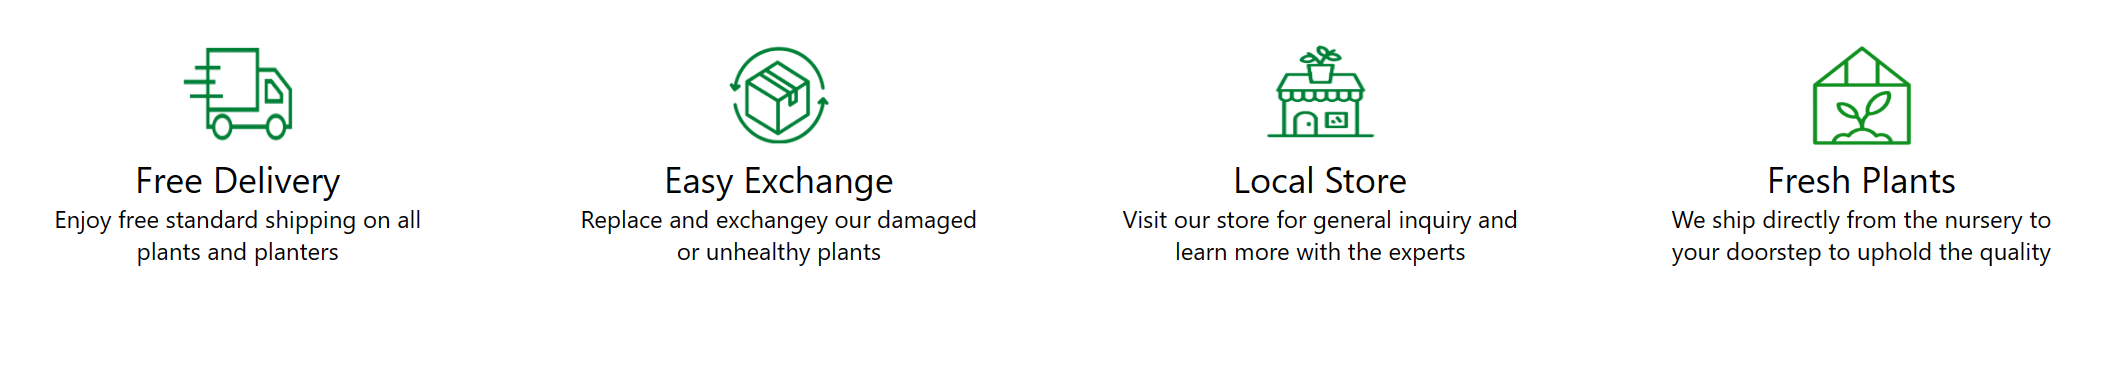 Free Delivery
Enjoy free standard shipping on all
plants and planters
Easy Exchange
Replace and exchangey our damaged
or unhealthy plants
Local Store
Visit our store for general inquiry and
learn more with the experts
Fresh Plants
We ship directly from the nursery to
your doorstep to uphold the quality